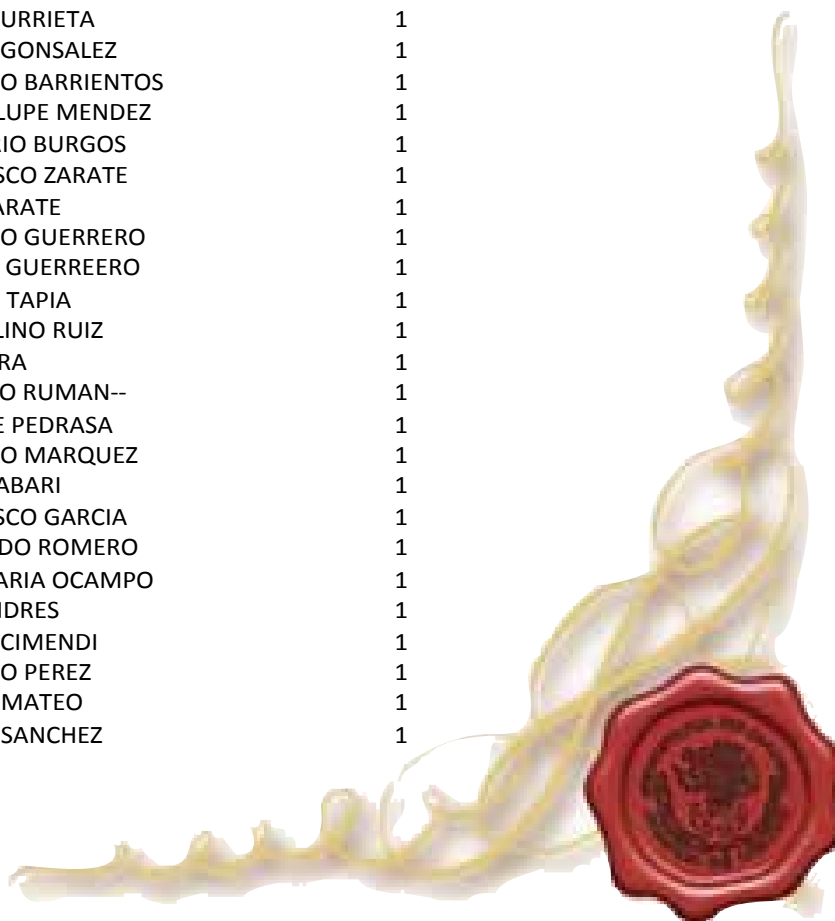 URRIETA 1
GONSALEZ 1
O BARRIENTOS 1
LUPE MENDEZ 1
RIO BURGOS 1
SCO ZARATE 1
ARATE 1
O GUERRERO 1
GUERREERO 1
TAPIA 1
LINO RUIZ 1
RA 1
O RUMAN-- 1
E PEDRASA 1
O MARQUEZ 1
ABARI 1
SCO GARCIA 1
DO ROMERO 1
ARIA OCAMPO 1
NDRES 1
CIMENDI 1
O PEREZ 1
MATEO 1
SANCHEZ 1